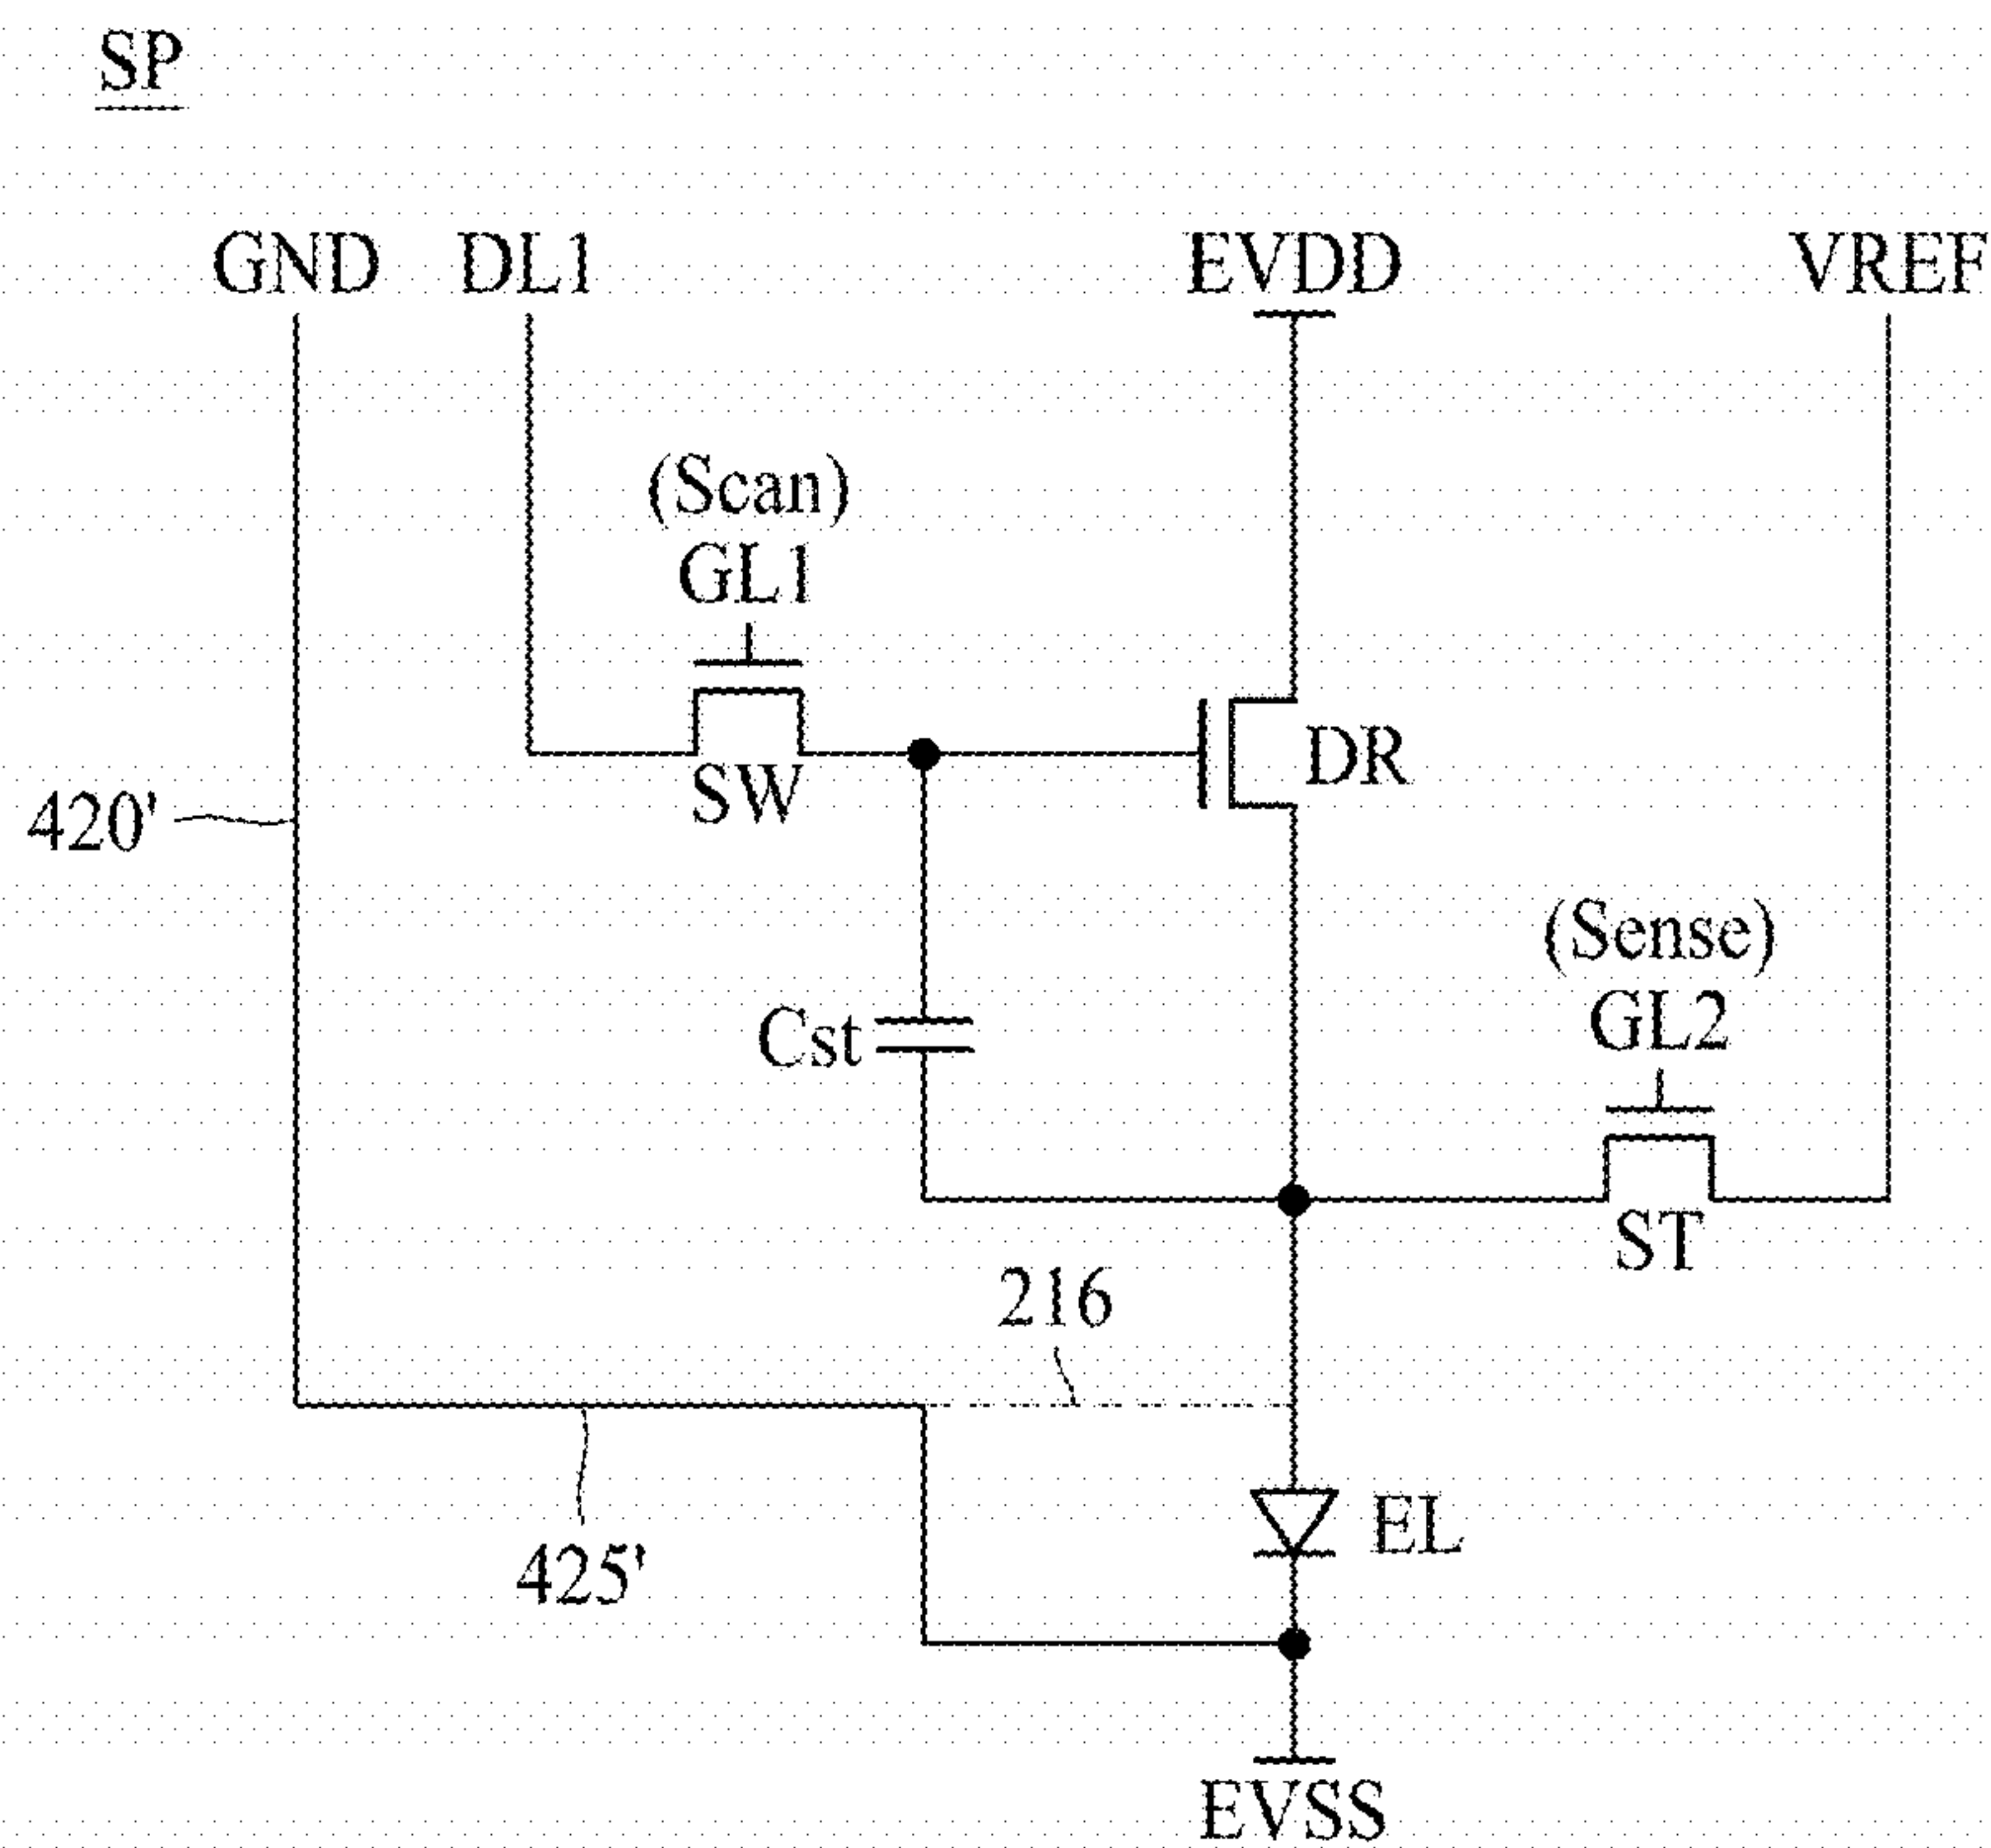 SP
GND DL1 EVDD VREF
(Scan)
GL1
SW
DR
420'
(Sense)
GL2
Cst
ST
216
EL
425'
EVSS